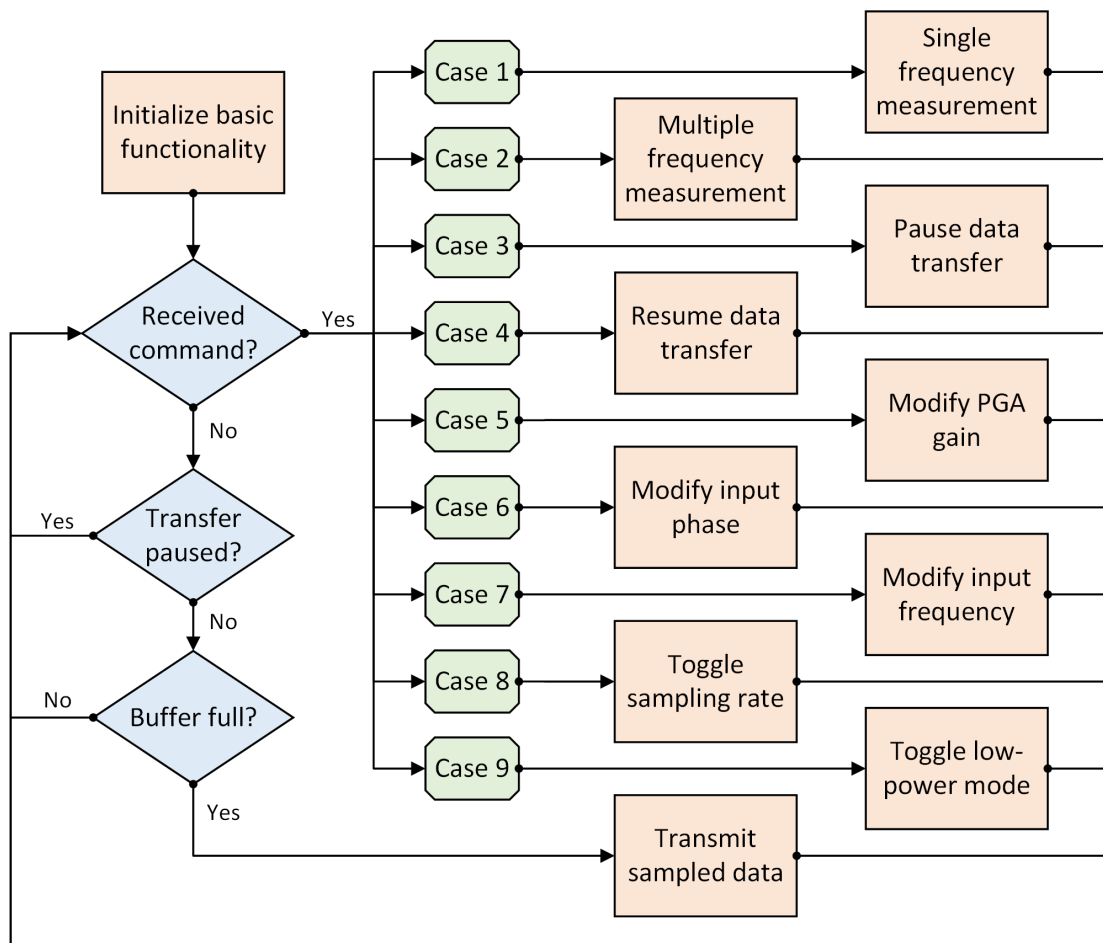 Initialize basic
functionality
Received
command?
Yes
No
Transfer
paused?
Yes
No
Buffer full?
No
Yes
Case 1
Single
frequency
measurement
Case 2
Multiple
frequency
measurement
Case 3
Pause data
transfer
Case 4
Resume data
transfer
Case 5
Modify PGA
gain
Case 6
Modify input
phase
Case 7
Modify input
frequency
Case 8
Toggle
sampling rate
Case 9
Toggle low-
power mode
Transmit
sampled data